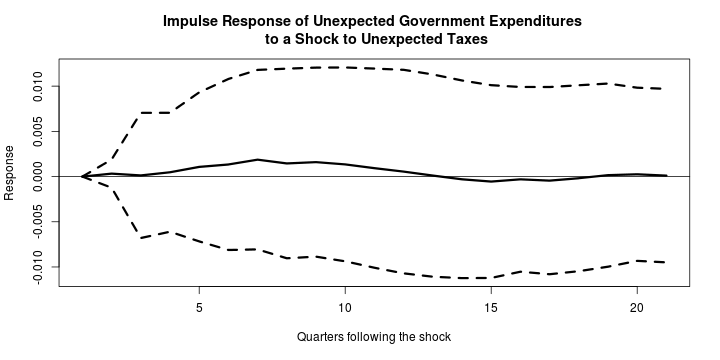 Impulse Response of Unexpected Government Expenditures
to a Shock to Unexpected Taxes
Response
0.010
0.005
0.000
-0.005
-0.010
5 10 15 20
Quarters following the shock